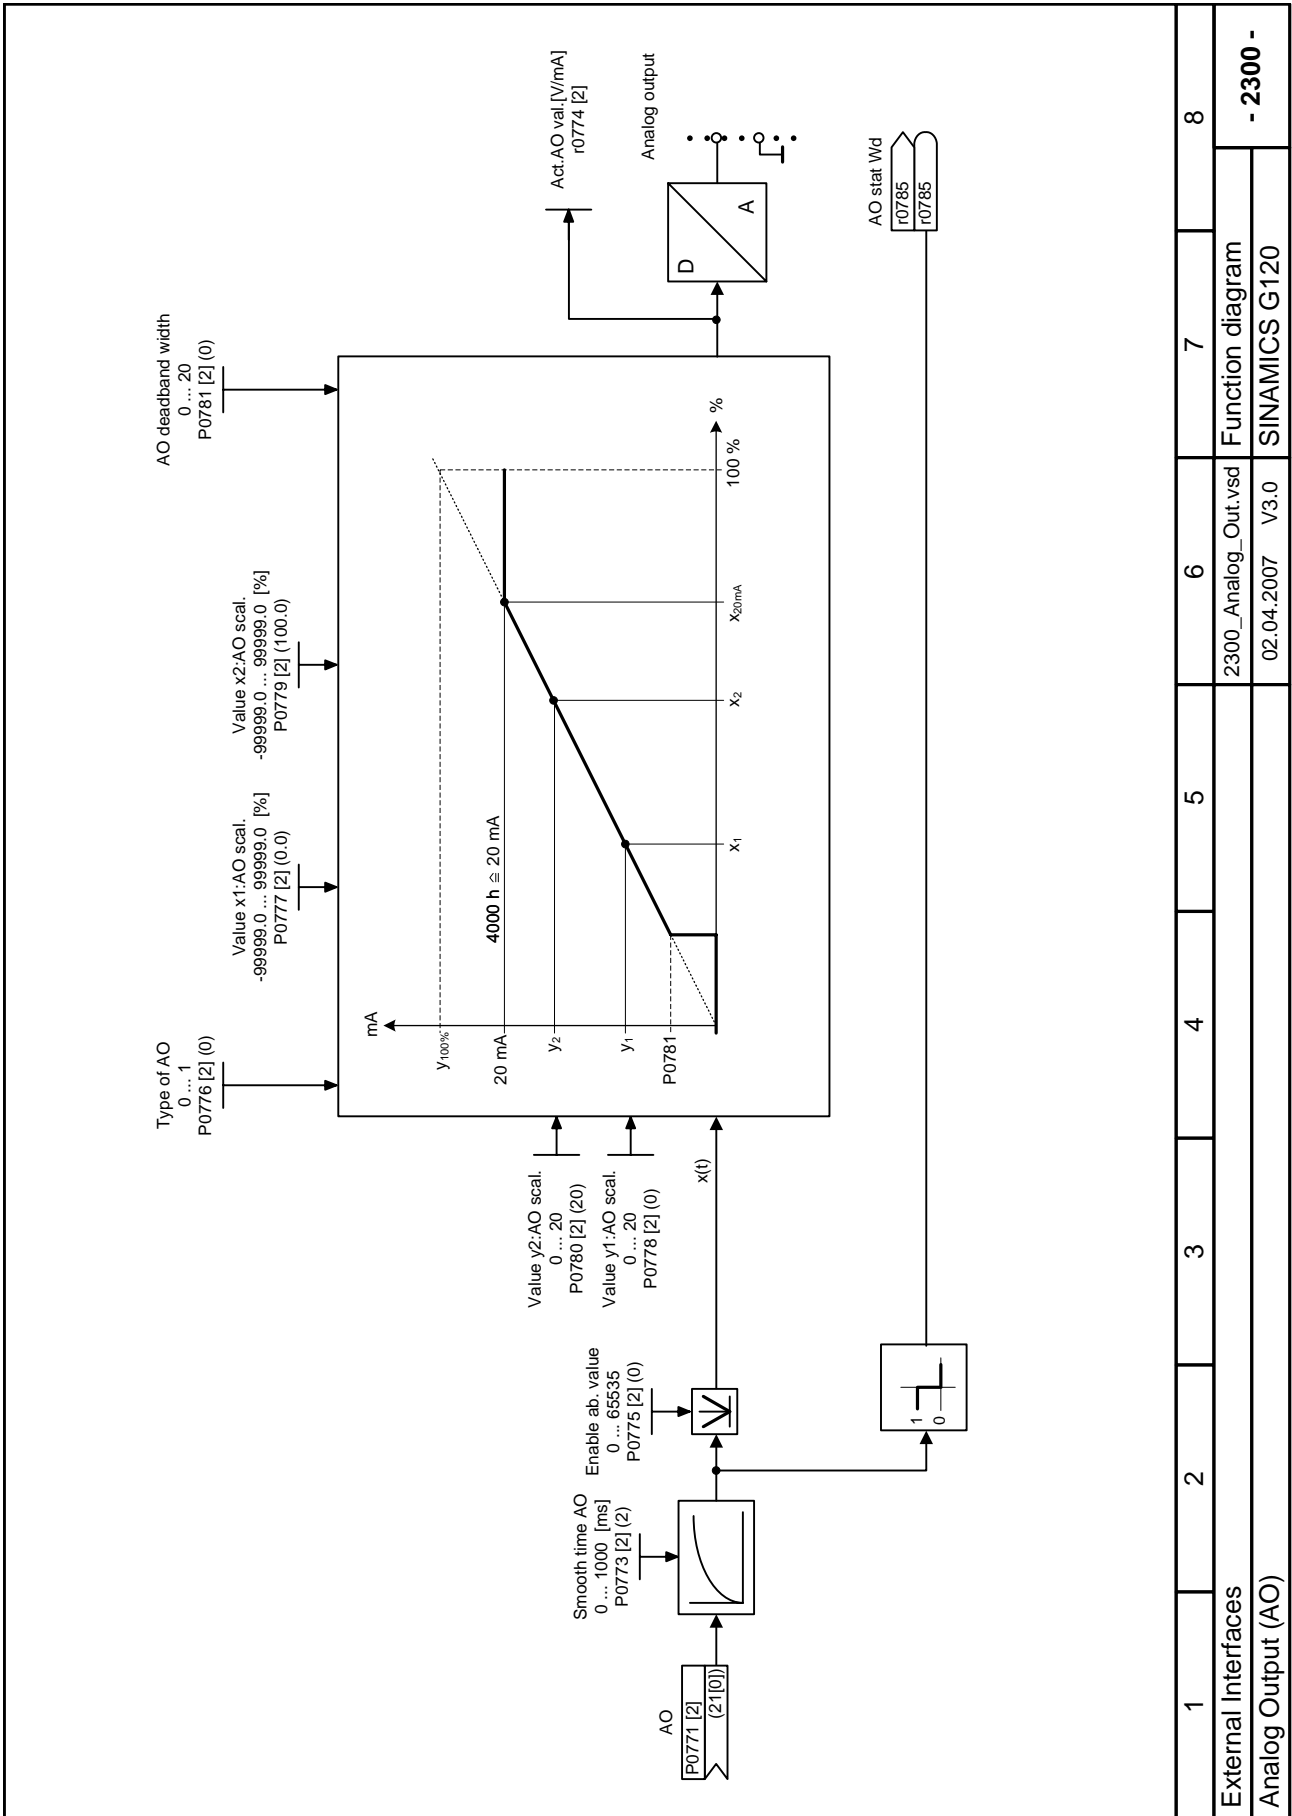 AO
P0771 [2]
(21[0])
Smooth time AO
0 ... 1000 [ms]
P0773 [2] (2)
Enable ab. value
0 ... 65535
P0775 [2] (0)
1
0
Value y2:AO scal.
0 ... 20
P0780 [2] (20)
Value y1:AO scal.
0 ... 20
P0778 [2] (0)
x(t)
Type of AO
0 ... 1
P0776 [2] (0)
Value x1:AO scal.
-99999.0 ... 99999.0 [%]
P0777 [2] (0.0)
Value x2:AO scal.
-99999.0 ... 99999.0 [%]
P0779 [2] (100.0)
AO deadband width
0 ... 20
P0781 [2] (0)
mA
y100%
20 mA
y2
y1
P0781
4000 h ≙ 20 mA
x1
x2
x20mA
100 %
%
Act.AO val.[V/mA]
r0774 [2]
Analog output
D
A
AO stat Wd
r0785
r0785
1 2 3 4 5 6 7 8
External Interfaces
Analog Output (AO)
2300_Analog_Out.vsd
02.04.2007 V3.0
Function diagram
SINAMICS G120
- 2300 -